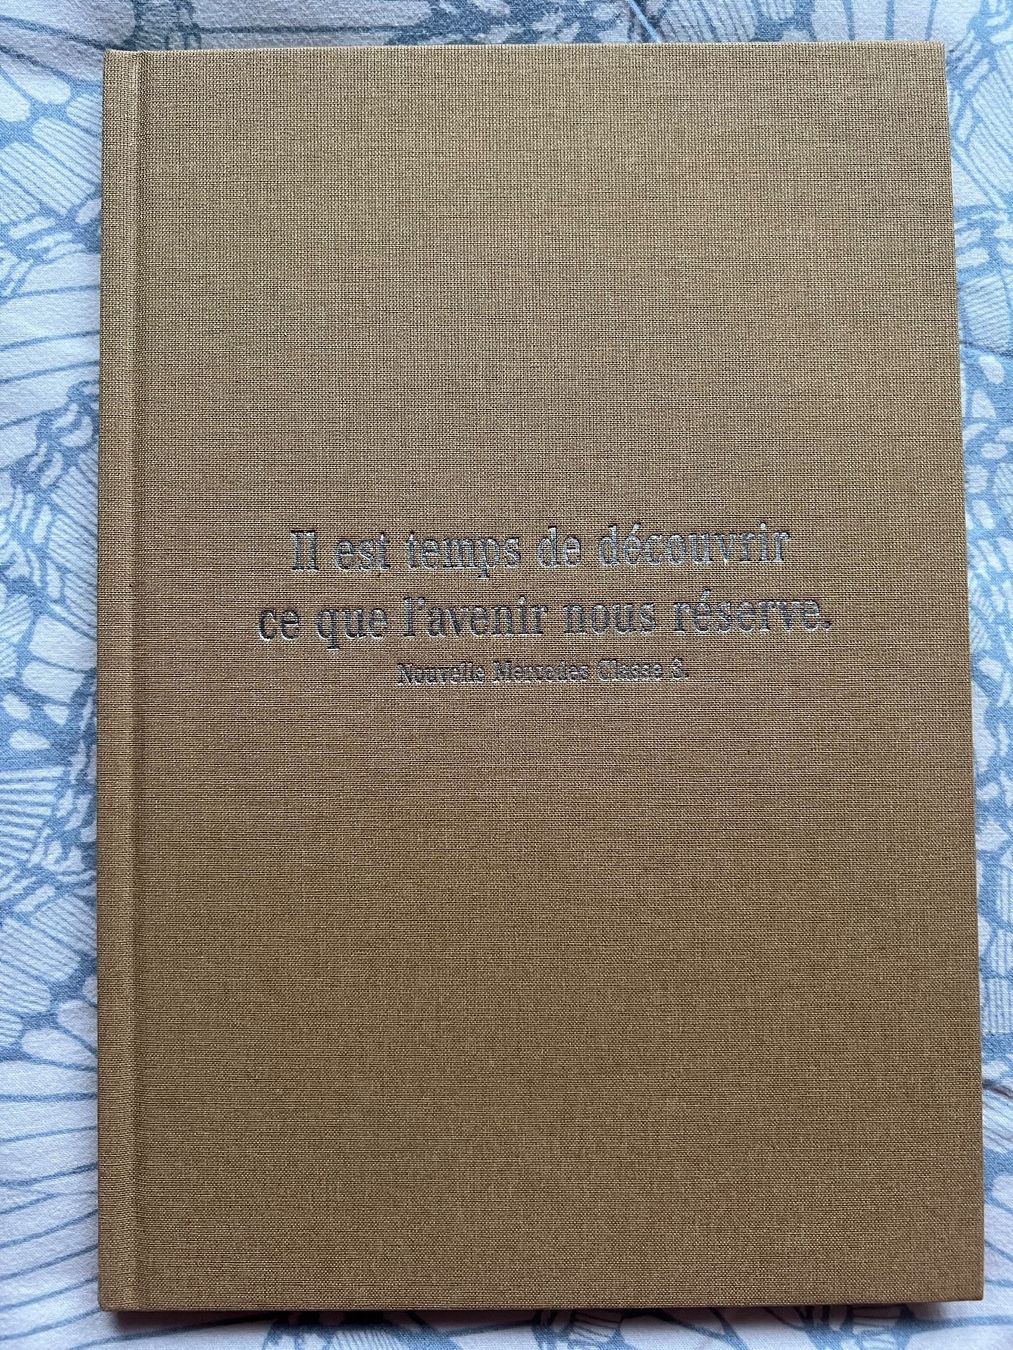 Il est temps de découvrir
ce que l'avenir nous réserve.
Nouvelle Mercedes Classe S.